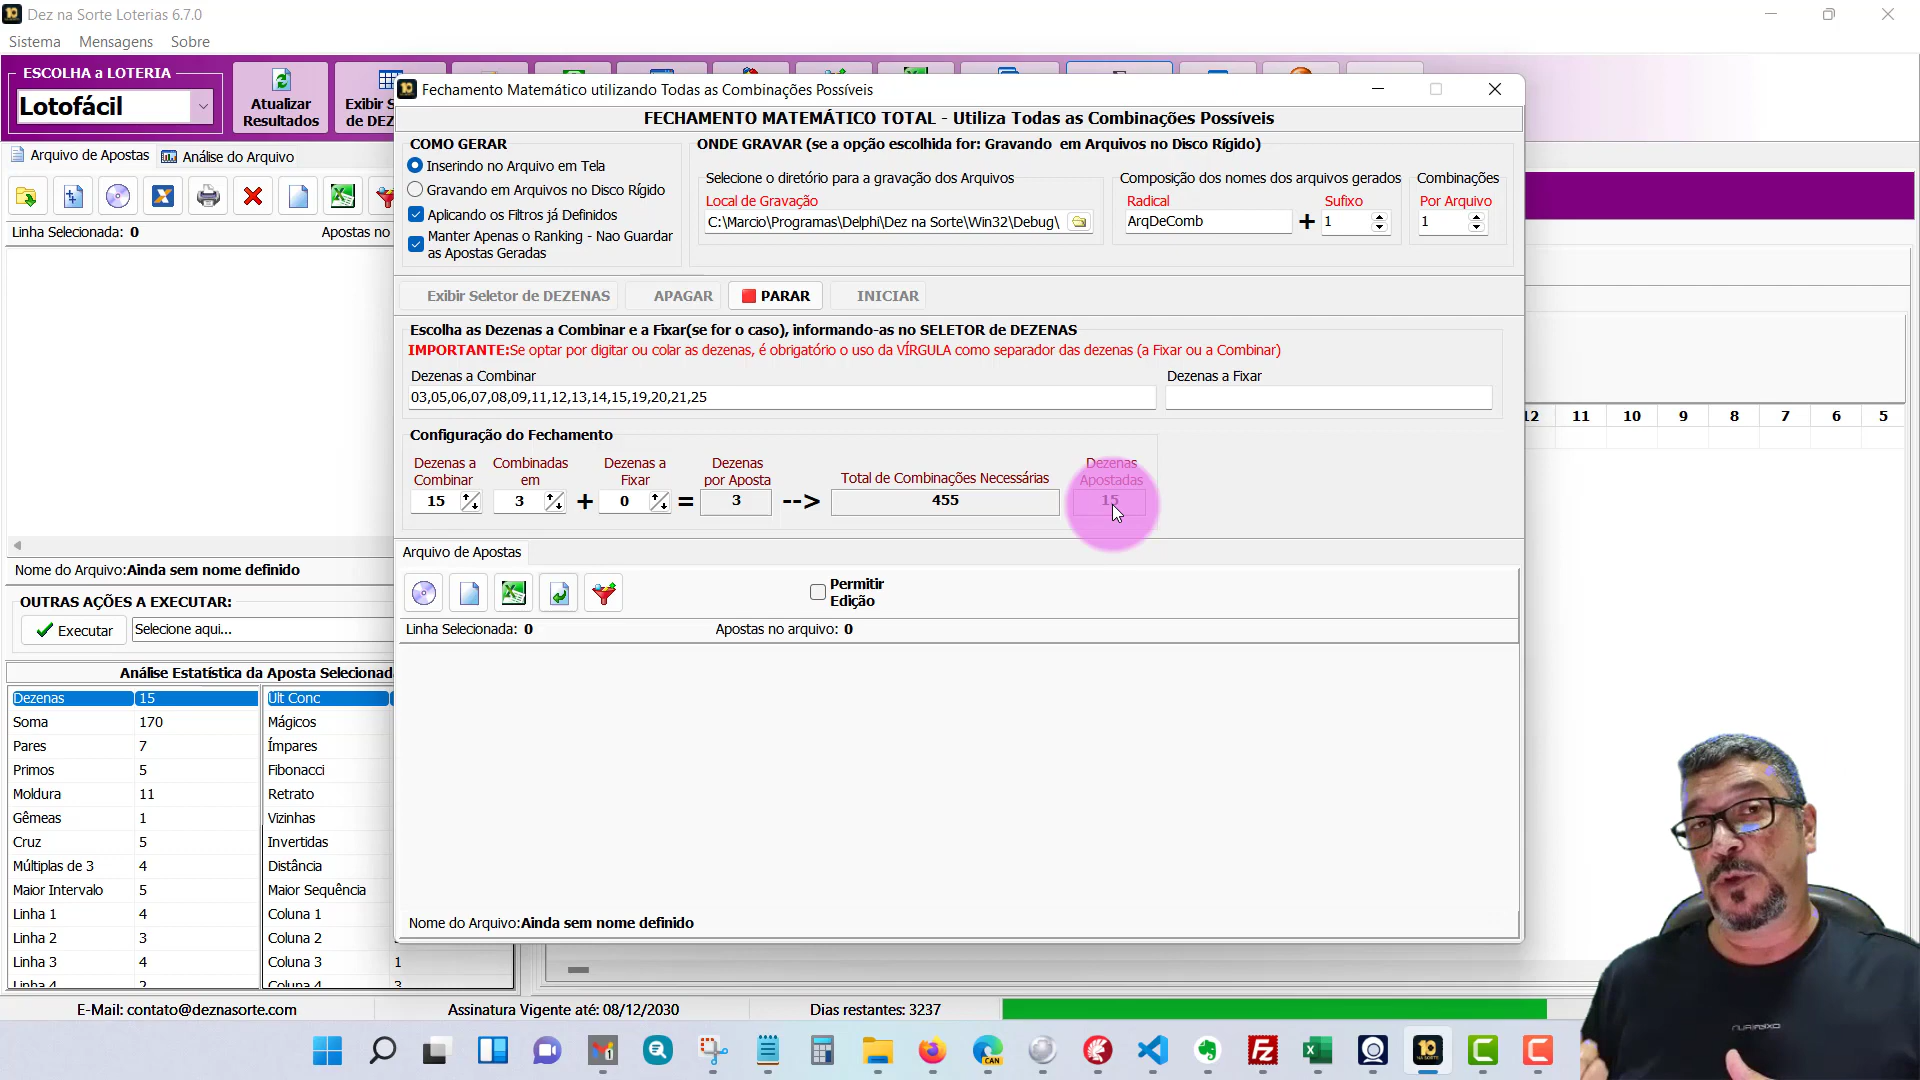 Dez na Sorte Loterias 6.7.0
Sistema Mensagens Sobre
ESCOLHA a LOTERIA
Lotofácil
Atualizar
Resultados
Exibir S
de DEZ
Arquivo de Apostas Análise do Arquivo
Linha Selecionada: 0 Apostas no
Nome do Arquivo:Ainda sem nome definido
OUTRAS AÇÕES A EXECUTAR:
Executar Selecione aqui...
Análise Estatística da Aposta Selecionad
Dezenas 15 Ult Conc
Soma 170 Mágicos
Pares 7 Ímpares
Primos 5 Fibonacci
Moldura 11 Retrato
Gêmeas 1 Vizinhas
Cruz 5 Invertidas
Múltiplas de 3 4 Distância
Maior Intervalo 5 Maior Sequência
Linha 1 4 Coluna 1
Linha 2 3 Coluna 2
Linha 3 4 Coluna 3 1
Linha 4 2 Coluna 4 3
Fechamento Matemático utilizando Todas as Combinações Possíveis
FECHAMENTO MATEMÁTICO TOTAL - Utiliza Todas as Combinações Possíveis
COMO GERAR
Inserindo no Arquivo em Tela
Gravando em Arquivos no Disco Rígido
Aplicando os Filtros já Definidos
Manter Apenas o Ranking - Nao Guardar
as Apostas Geradas
ONDE GRAVAR (se a opção escolhida for: Gravando em Arquivos no Disco Rígido)
Selecione o diretório para a gravação dos Arquivos
Local de Gravação
C:\Marcio\Programas\Delphi\Dez na Sorte\Win32\Debug\
Composição dos nomes dos arquivos gerados
Radical Sufixo
ArqDeComb + 1
Combinações
Por Arquivo
1
Exibir Seletor de DEZENAS APAGAR PARAR INICIAR
Escolha as Dezenas a Combinar e a Fixar(se for o caso), informando-as no SELETOR de DEZENAS
IMPORTANTE:Se optar por digitar ou colar as dezenas, é obrigatório o uso da VÍRGULA como separador das dezenas (a Fixar ou a Combinar)
Dezenas a Combinar Dezenas a Fixar
03,05,06,07,08,09,11,12,13,14,15,19,20,21,25
Configuração do Fechamento
Dezenas a Combinadas Dezenas a Dezenas Dezenas
Combinar em Fixar por Aposta Total de Combinações Necessárias Apostadas
15 3 + 0 = 3 --> 455 15
Arquivo de Apostas
Permitir
Edição
Linha Selecionada: 0 Apostas no arquivo: 0
Nome do Arquivo:Ainda sem nome definido
12 11 10 9 8 7 6 5
E-Mail: contato@deznasorte.com Assinatura Vigente até: 08/12/2030 Dias restantes: 3237